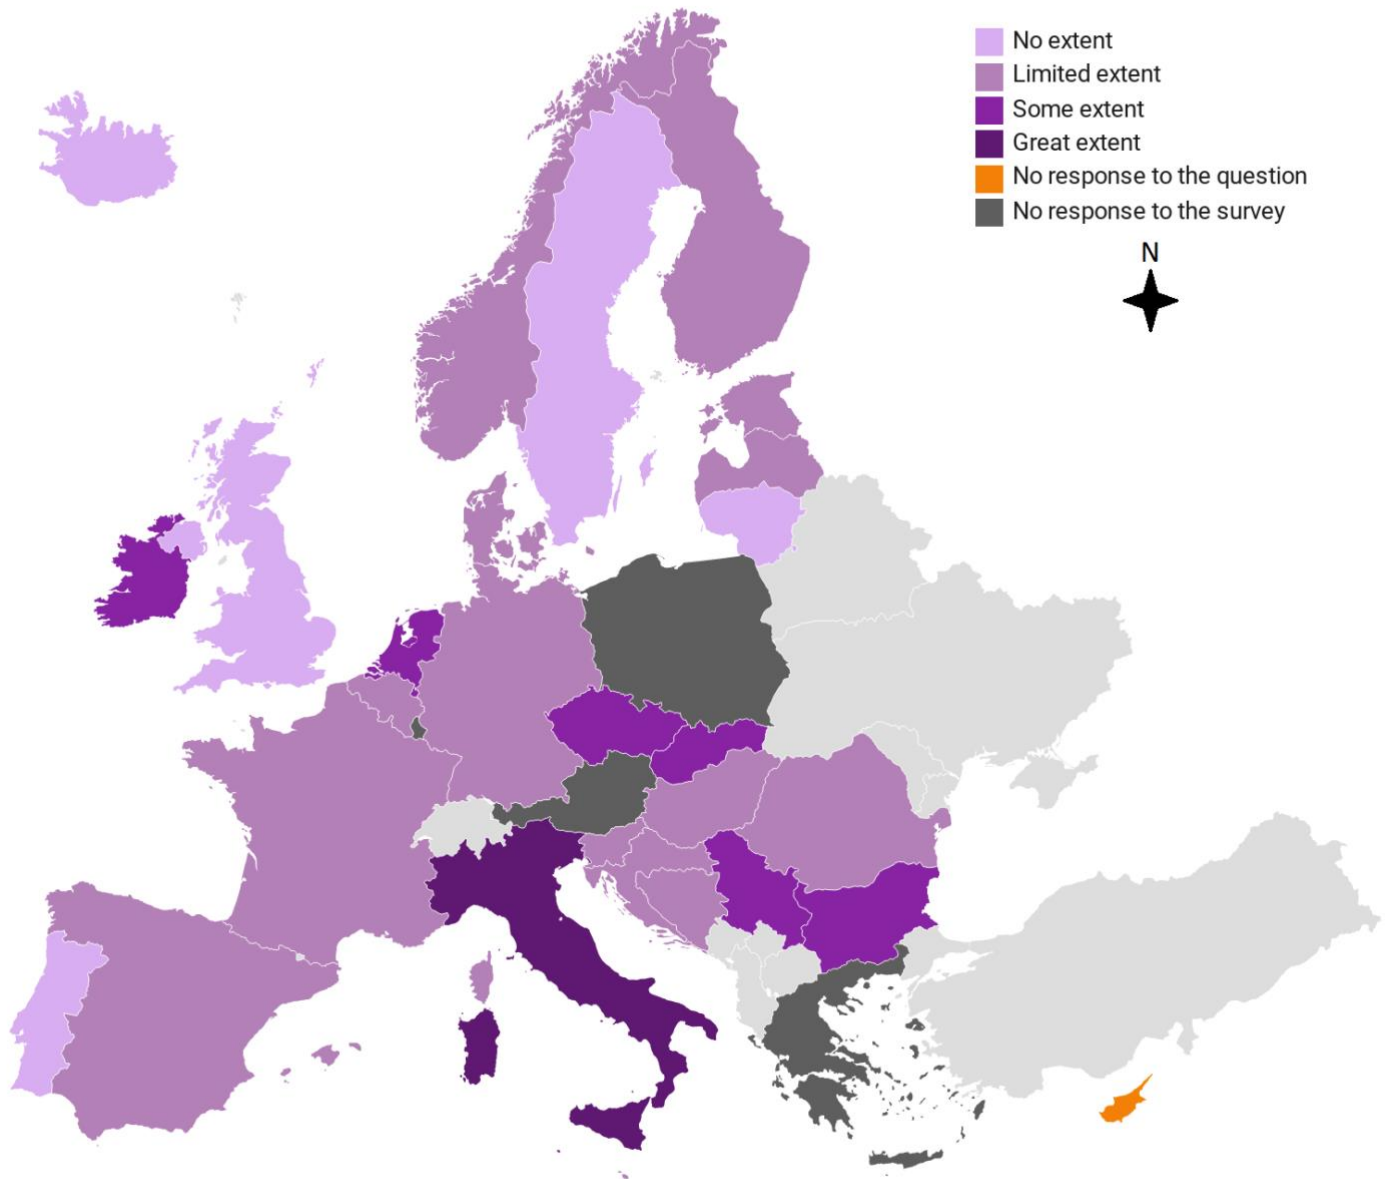 No extent
Limited extent
Some extent
Great extent
No response to the question
No response to the survey
N